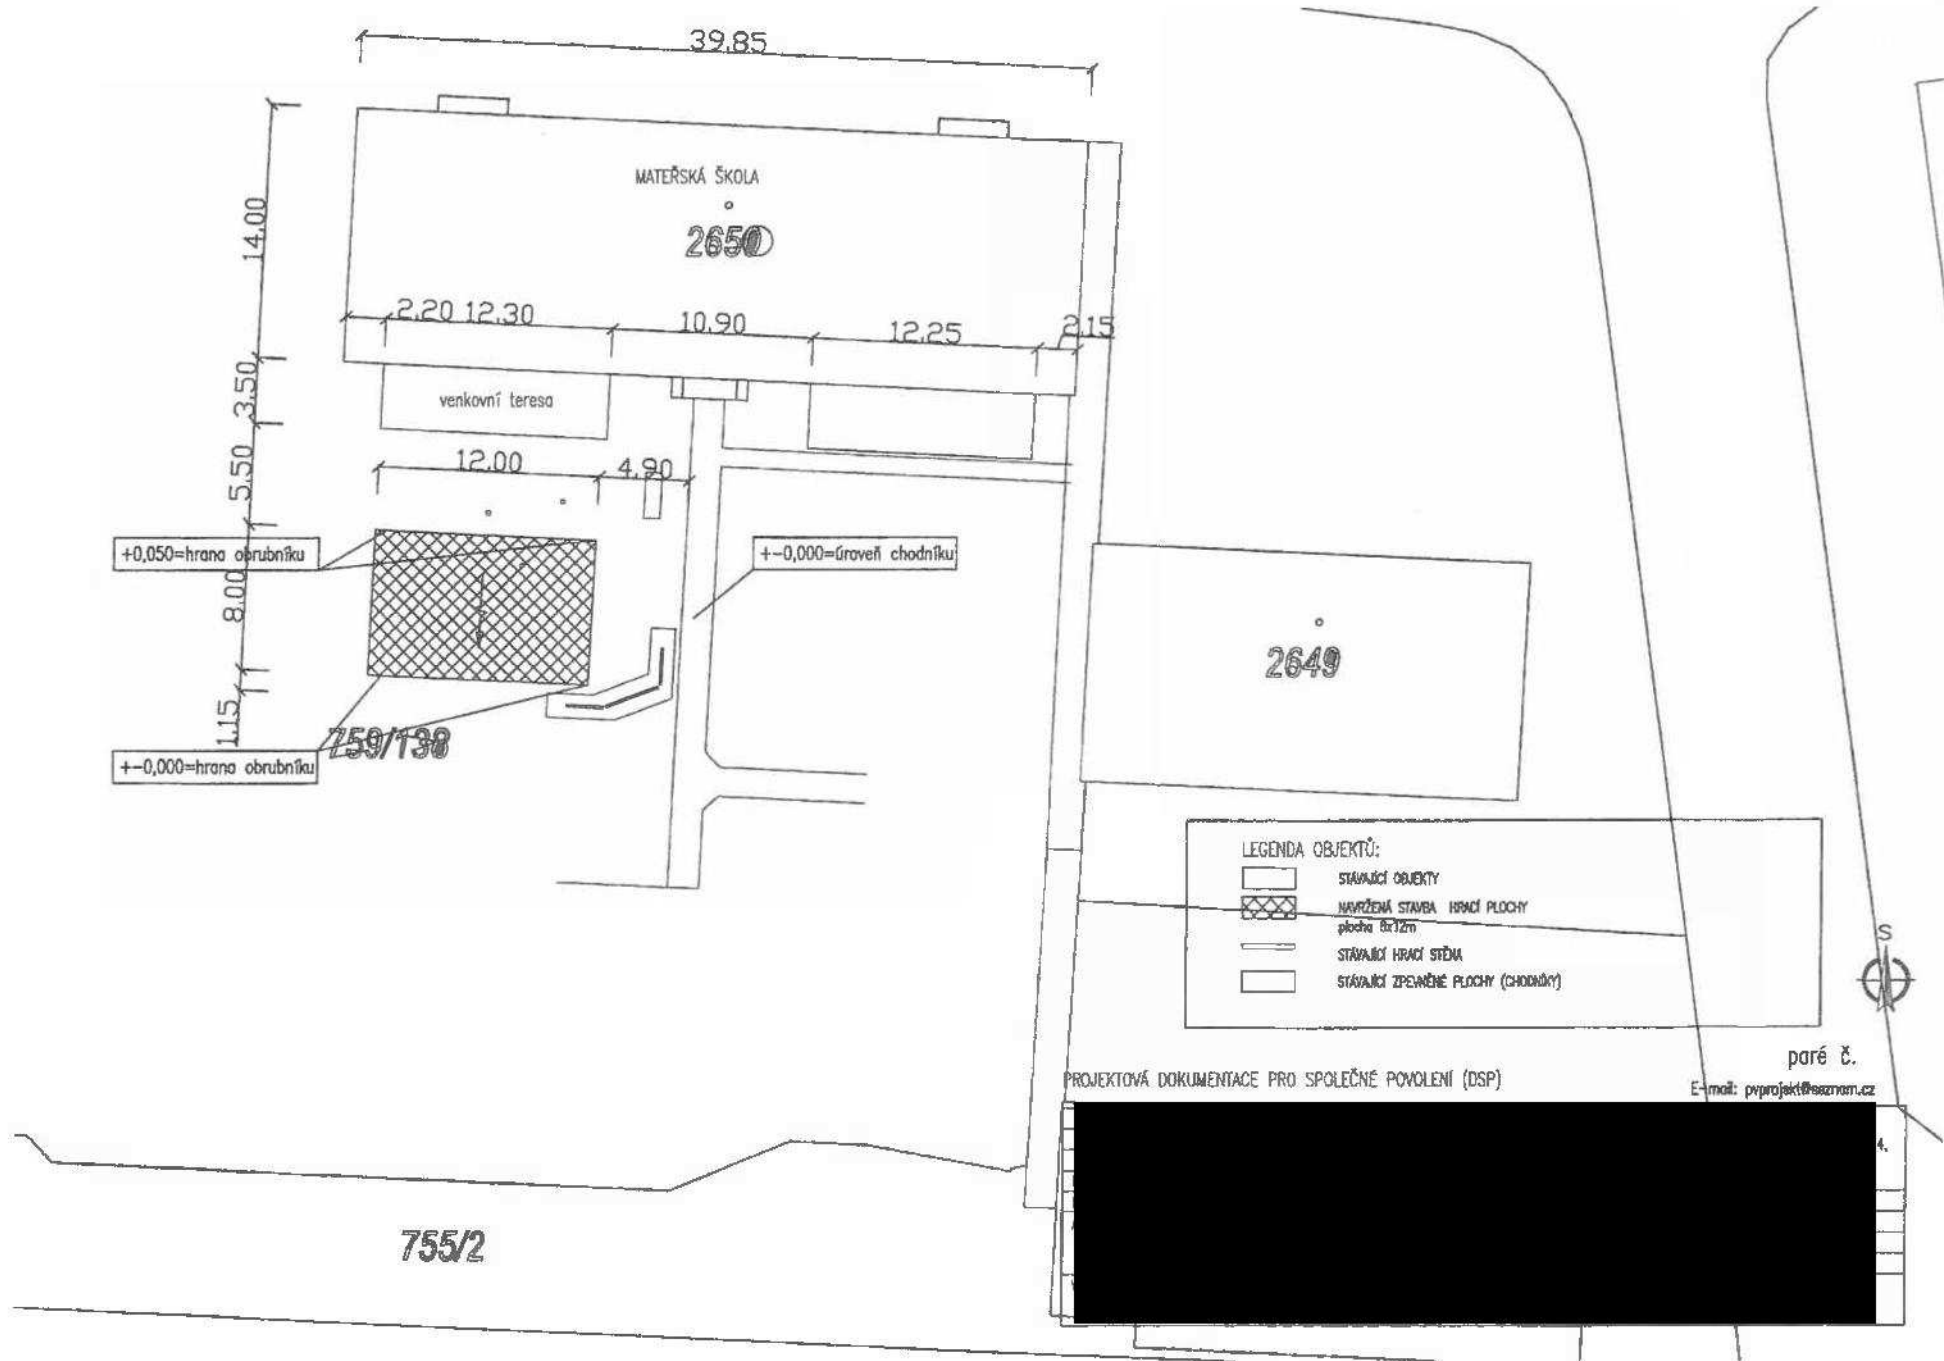 39,85
14,00
MATEŘSKÁ ŠKOLA
2650
2,20 12,30
10,90
12,25
2,15
3,50
venkovní teresa
5,50
12,00
4,90
+0,050=hrana obrubníku
+-0,000=úroveň chodníku
8,00
2649
1,15
759/138
+-0,000=hrana obrubníku
LEGENDA OBJEKTŮ:
STÁVAJÍCÍ OBJEKTY
NAVRŽENÁ STAVBA HRACÍ PLOCHY
plocha 8x12m
STÁVAJÍCÍ HRACÍ STĚNA
STÁVAJÍCÍ ZPEVNĚNÉ PLOCHY (CHODNÍKY)
S
paré č.
PROJEKTOVÁ DOKUMENTACE PRO SPOLEČNÉ POVOLENÍ (DSP)
E-mail: pvprojekt@seznam.cz
4.
755/2